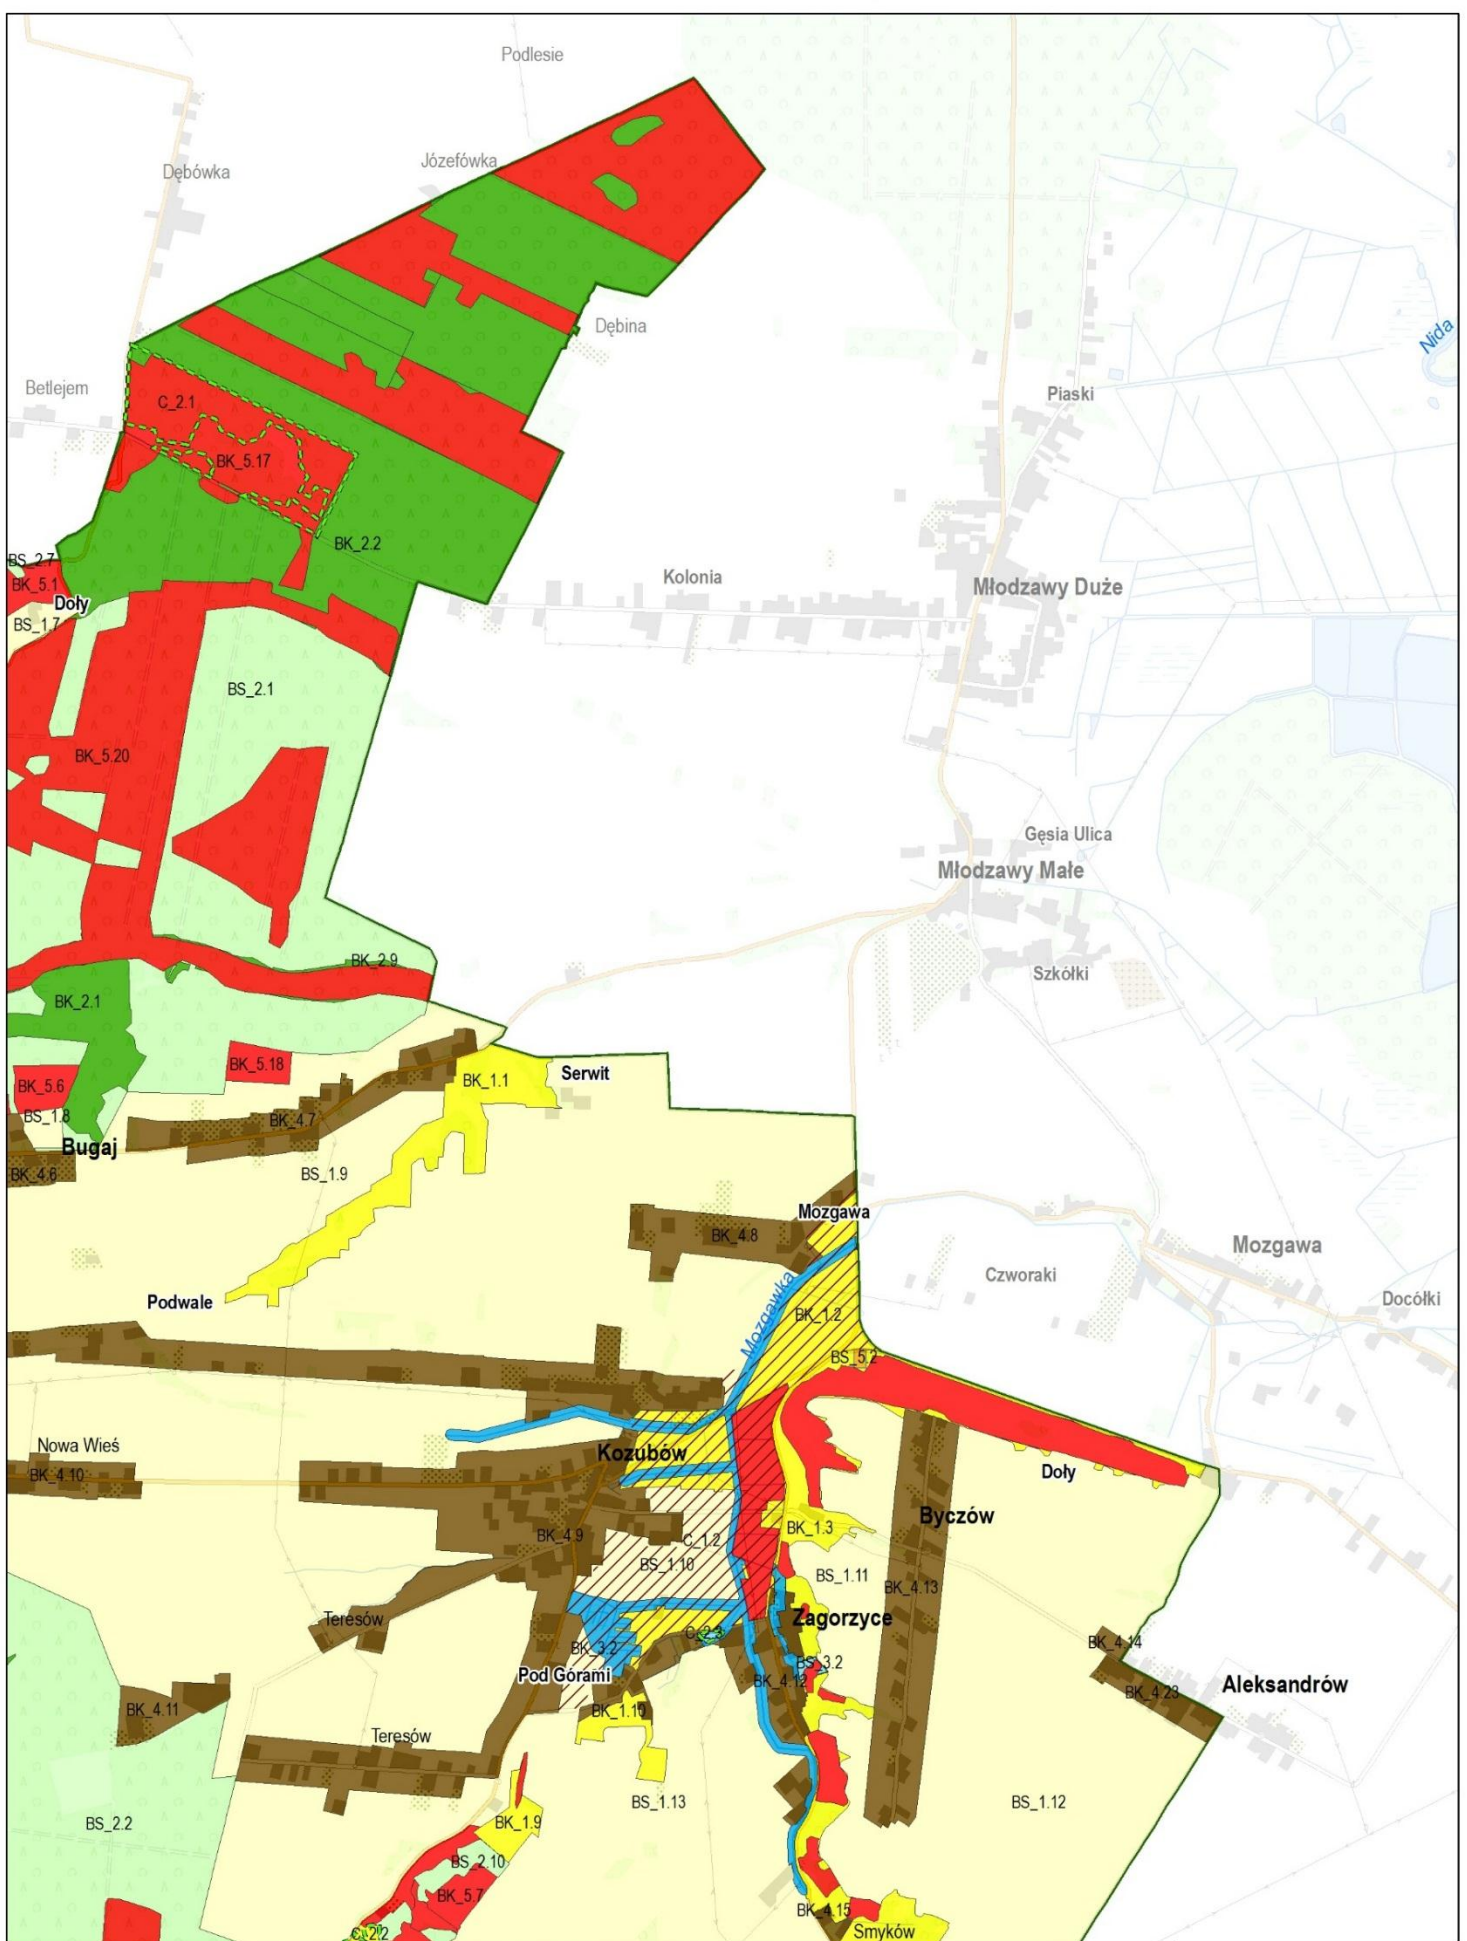 Podlesie
Józefówka
Dębówka
Dębina
Nida
Betlejem
Piaski
C_2.1
BK_5.17
BK_2.2
BS_2.7
BK_5.1
Kolonia
Młodzawy Duże
Doły
BS_1.7
BS_2.1
BK_5.20
Gęsia Ulica
Młodzawy Małe
BK_2.9
Szkółki
BK_2.1
BK_5.18
Serwit
BK_5.6
BK_1.1
BS_1.8
BK_4.7
Bugaj
BK_4.6
BS_1.9
Mozgawa
BK_4.8
Mozgawa
Czworaki
Podwale
Mozgawka
BK_1.2
Docółki
BS_5.2
Nowa Wieś
Kozubów
BK_4.10
Doły
Byczów
BK_1.3
BK_4.9
C_1.2
BS_1.10
BS_1.11
BK_4.13
Teresów
Zagorzyce
C_2.3
BK_4.14
BK_3.2
BS_3.2
Pod Górami
BK_4.12
Aleksandrów
BK_4.23
BK_4.11
BK_1.10
Teresów
BS_1.13
BS_1.12
BS_2.2
BK_1.9
BS_2.10
BK_5.7
BK_4.15
C_2.2
Smyków